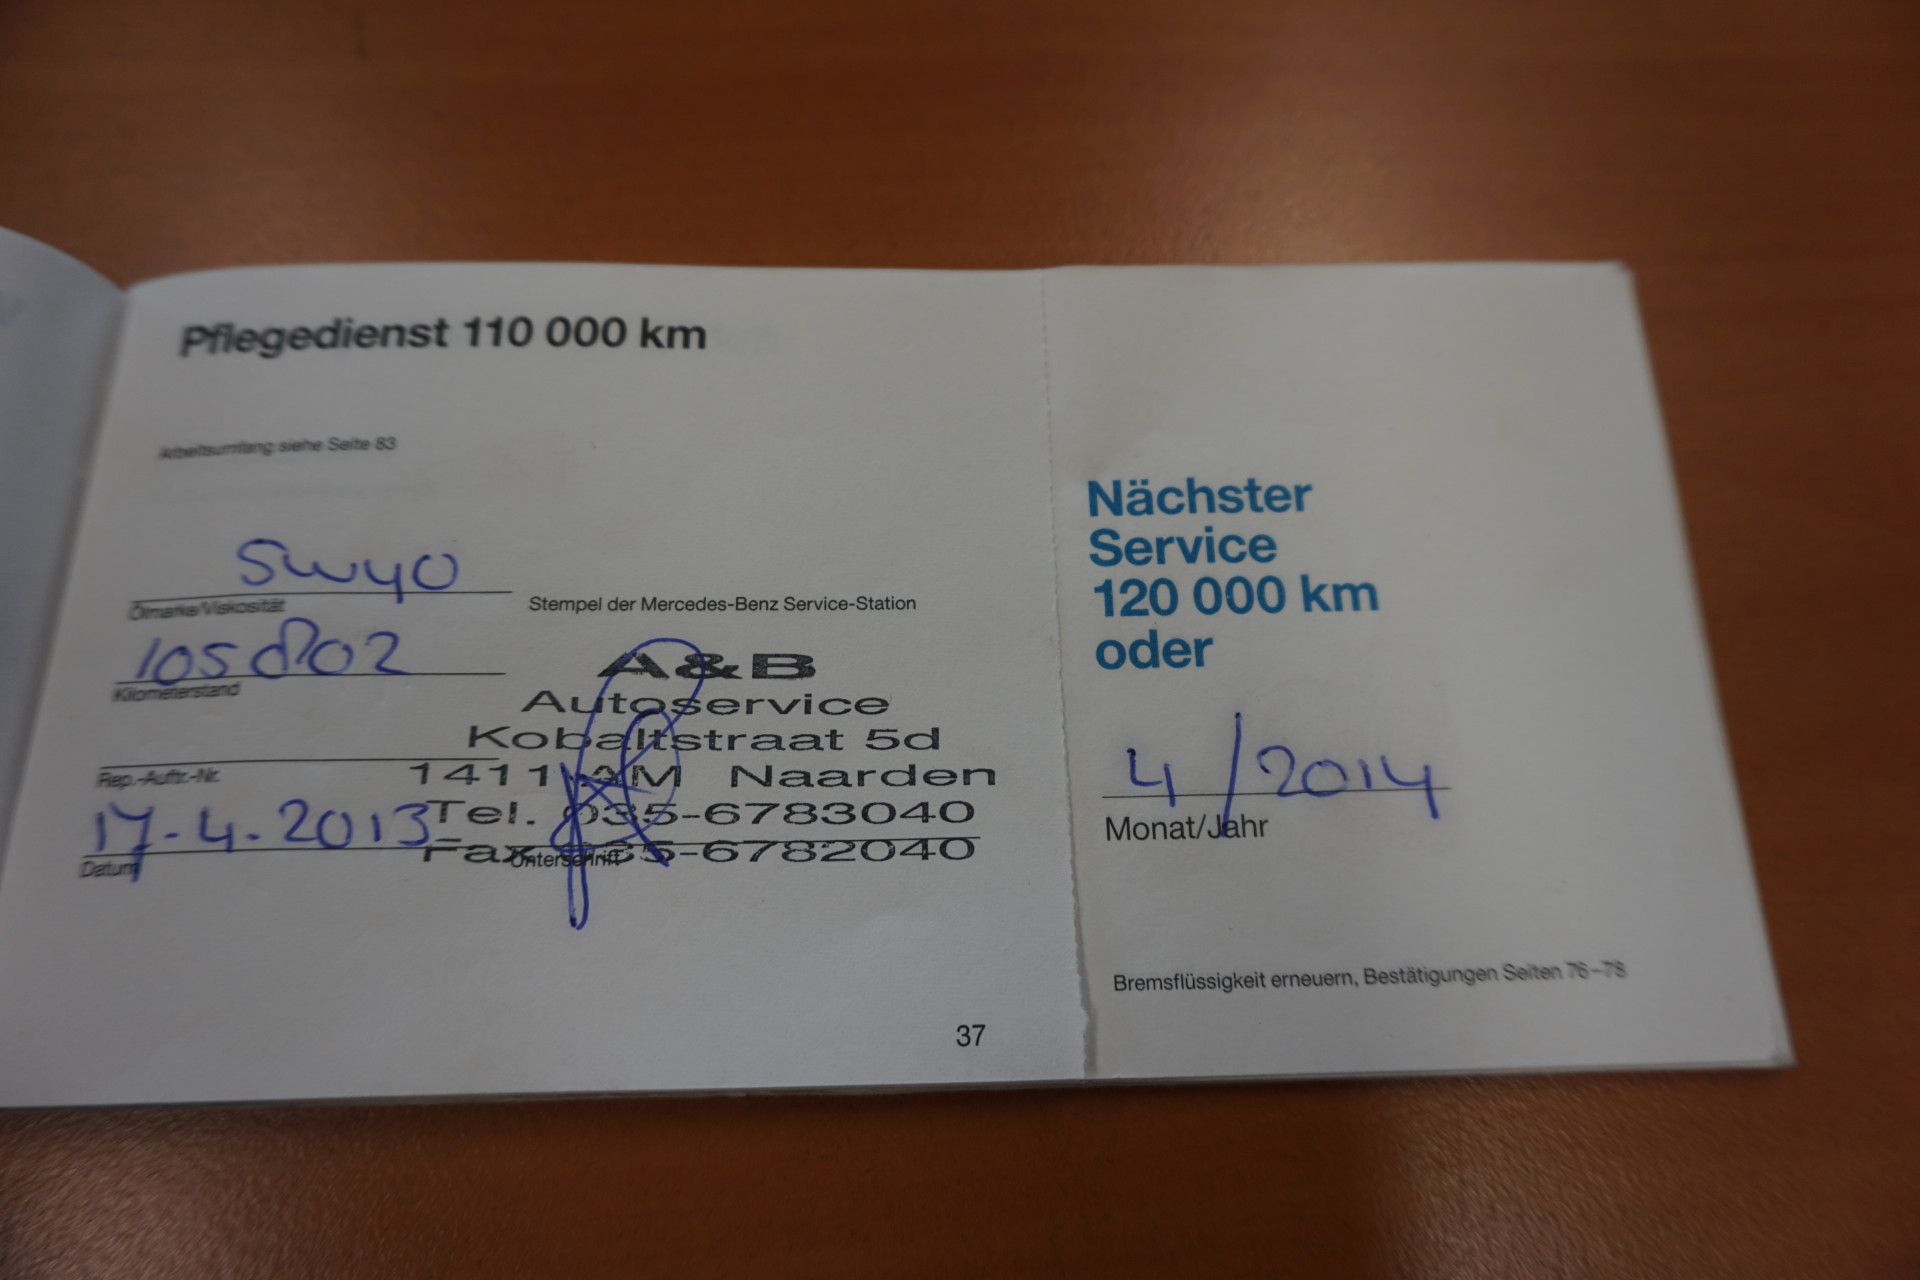 Pflegedienst 110 000 km
Arbeitsumfang siehe Seite 83
5W40
Ölmarke/Viskosität
105802
Kilometerstand
Rep.-Auftr.-Nr.
17-4-2013
Datum
Stempel der Mercedes-Benz Service-Station
A&B
Autoservice
Kobaltstraat 5d
1411 AM Naarden
Tel. 035-6783040
Fax 035-6782040
Unterschrift
37
Nächster
Service
120 000 km
oder
4/2014
Monat/Jahr
Bremsflüssigkeit erneuern, Bestätigungen Seiten 76–78